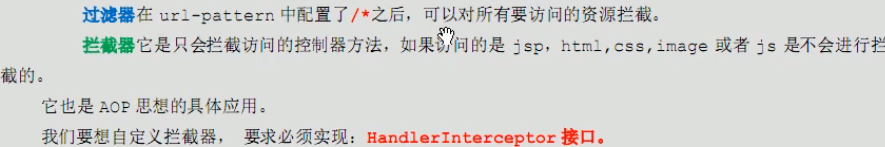 过滤器在 url-pattern 中配置了/*之后，可以对所有要访问的资源拦截。
拦截器它是只会拦截访问的控制器方法，如果访问的是 jsp，html,css,image 或者 js 是不会进行拦
截的。
它也是 AOP 思想的具体应用。
我们要想自定义拦截器， 要求必须实现：HandlerInterceptor 接口。